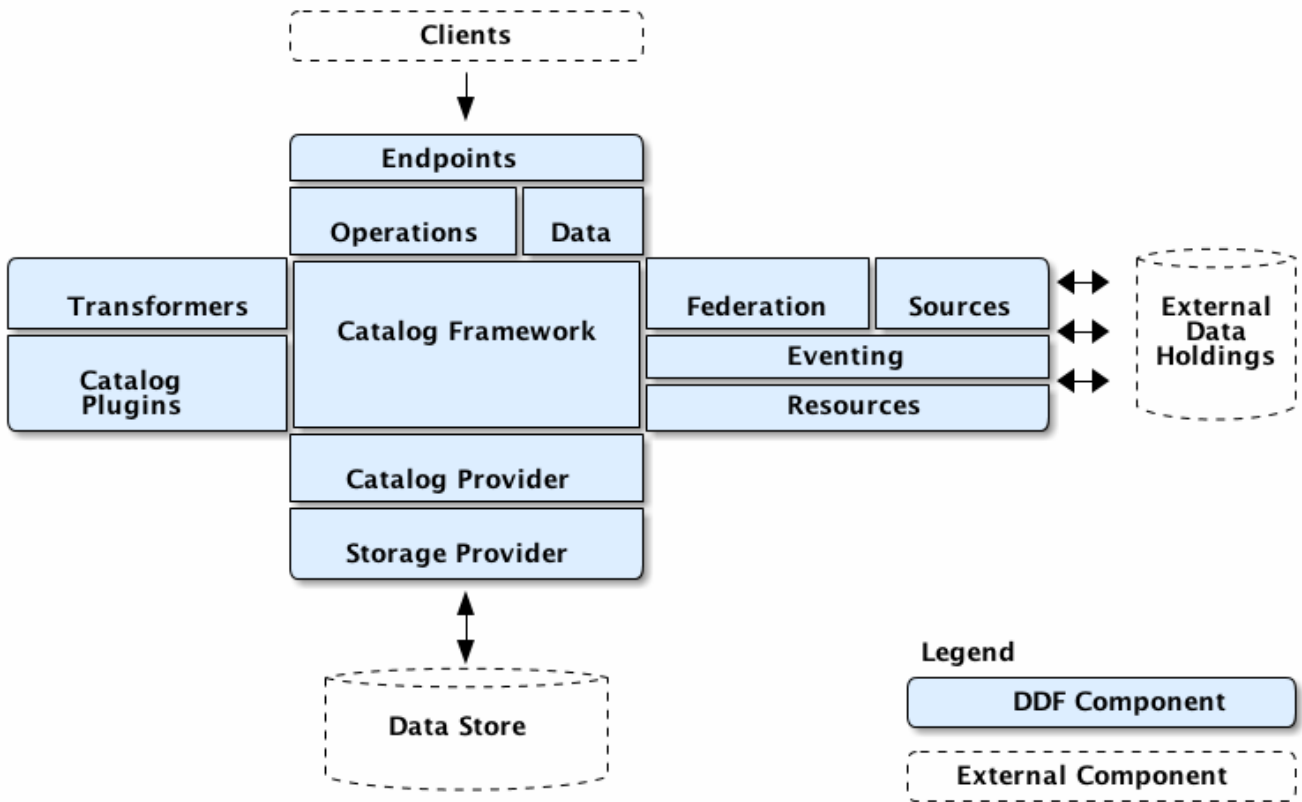 Clients
Endpoints
Operations
Data
Transformers
Catalog Framework
Federation
Sources
External
Data
Holdings
Eventing
Catalog
Plugins
Resources
Catalog Provider
Storage Provider
Data Store
Legend
DDF Component
External Component